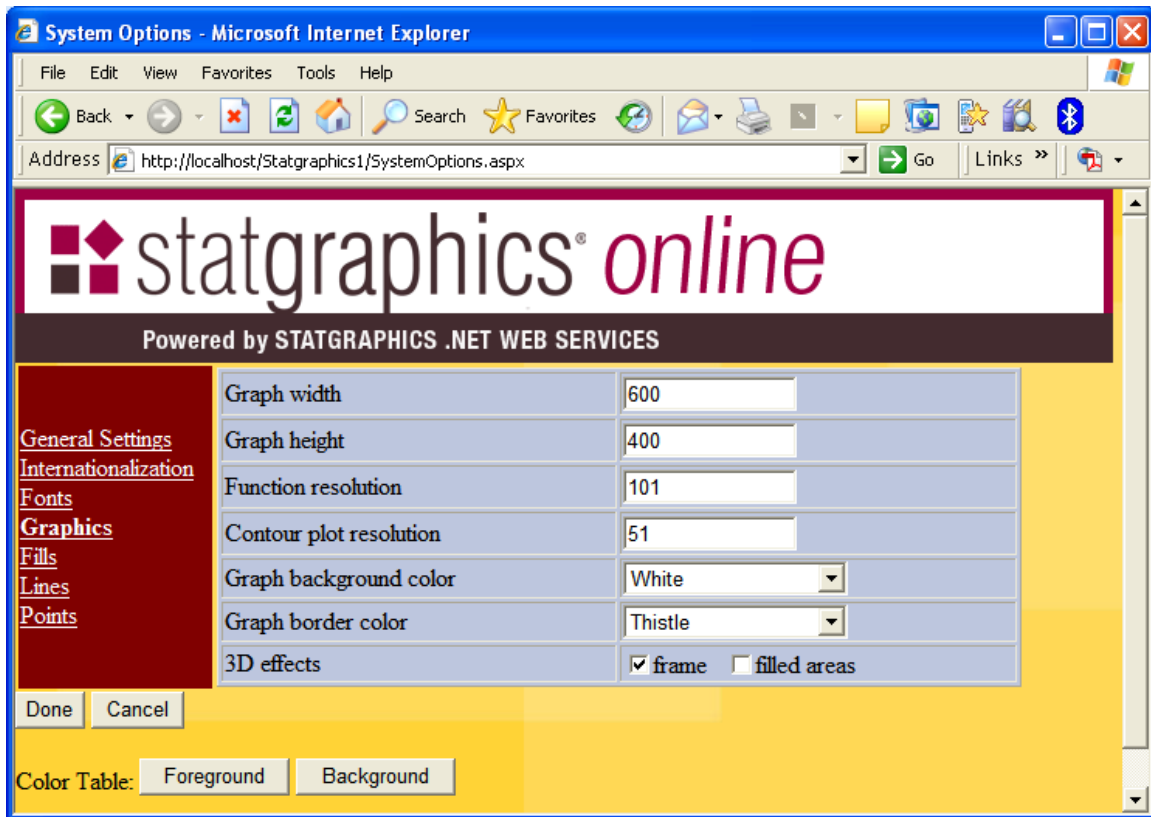 System Options - Microsoft Internet Explorer
File Edit View Favorites Tools Help
Back Search Favorites
Address http://localhost/Statgraphics1/SystemOptions.aspx Go Links »
statgraphics® online
Powered by STATGRAPHICS .NET WEB SERVICES
General Settings
Internationalization
Fonts
Graphics
Fills
Lines
Points
Graph width 600
Graph height 400
Function resolution 101
Contour plot resolution 51
Graph background color White
Graph border color Thistle
3D effects frame filled areas
Done Cancel
Color Table: Foreground Background